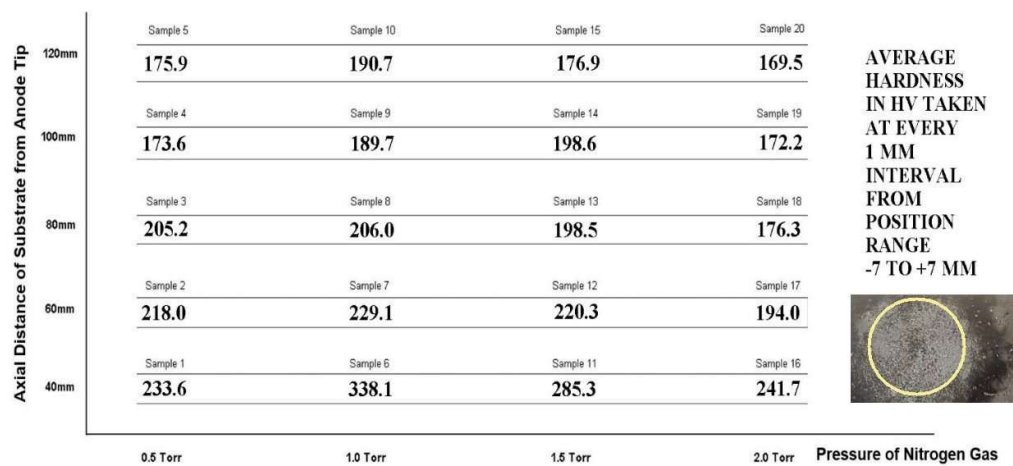 Axial Distance of Substrate from Anode Tip
Sample 5 Sample 10 Sample 15 Sample 20
120mm
175.9 190.7 176.9 169.5
Sample 4 Sample 9 Sample 14 Sample 19
100mm
173.6 189.7 198.6 172.2
Sample 3 Sample 8 Sample 13 Sample 18
80mm
205.2 206.0 198.5 176.3
Sample 2 Sample 7 Sample 12 Sample 17
60mm
218.0 229.1 220.3 194.0
Sample 1 Sample 6 Sample 11 Sample 16
40mm
233.6 338.1 285.3 241.7
0.5 Torr 1.0 Torr 1.5 Torr 2.0 Torr
Pressure of Nitrogen Gas
AVERAGE
HARDNESS
IN HV TAKEN
AT EVERY
1 MM
INTERVAL
FROM
POSITION
RANGE
-7 TO +7 MM